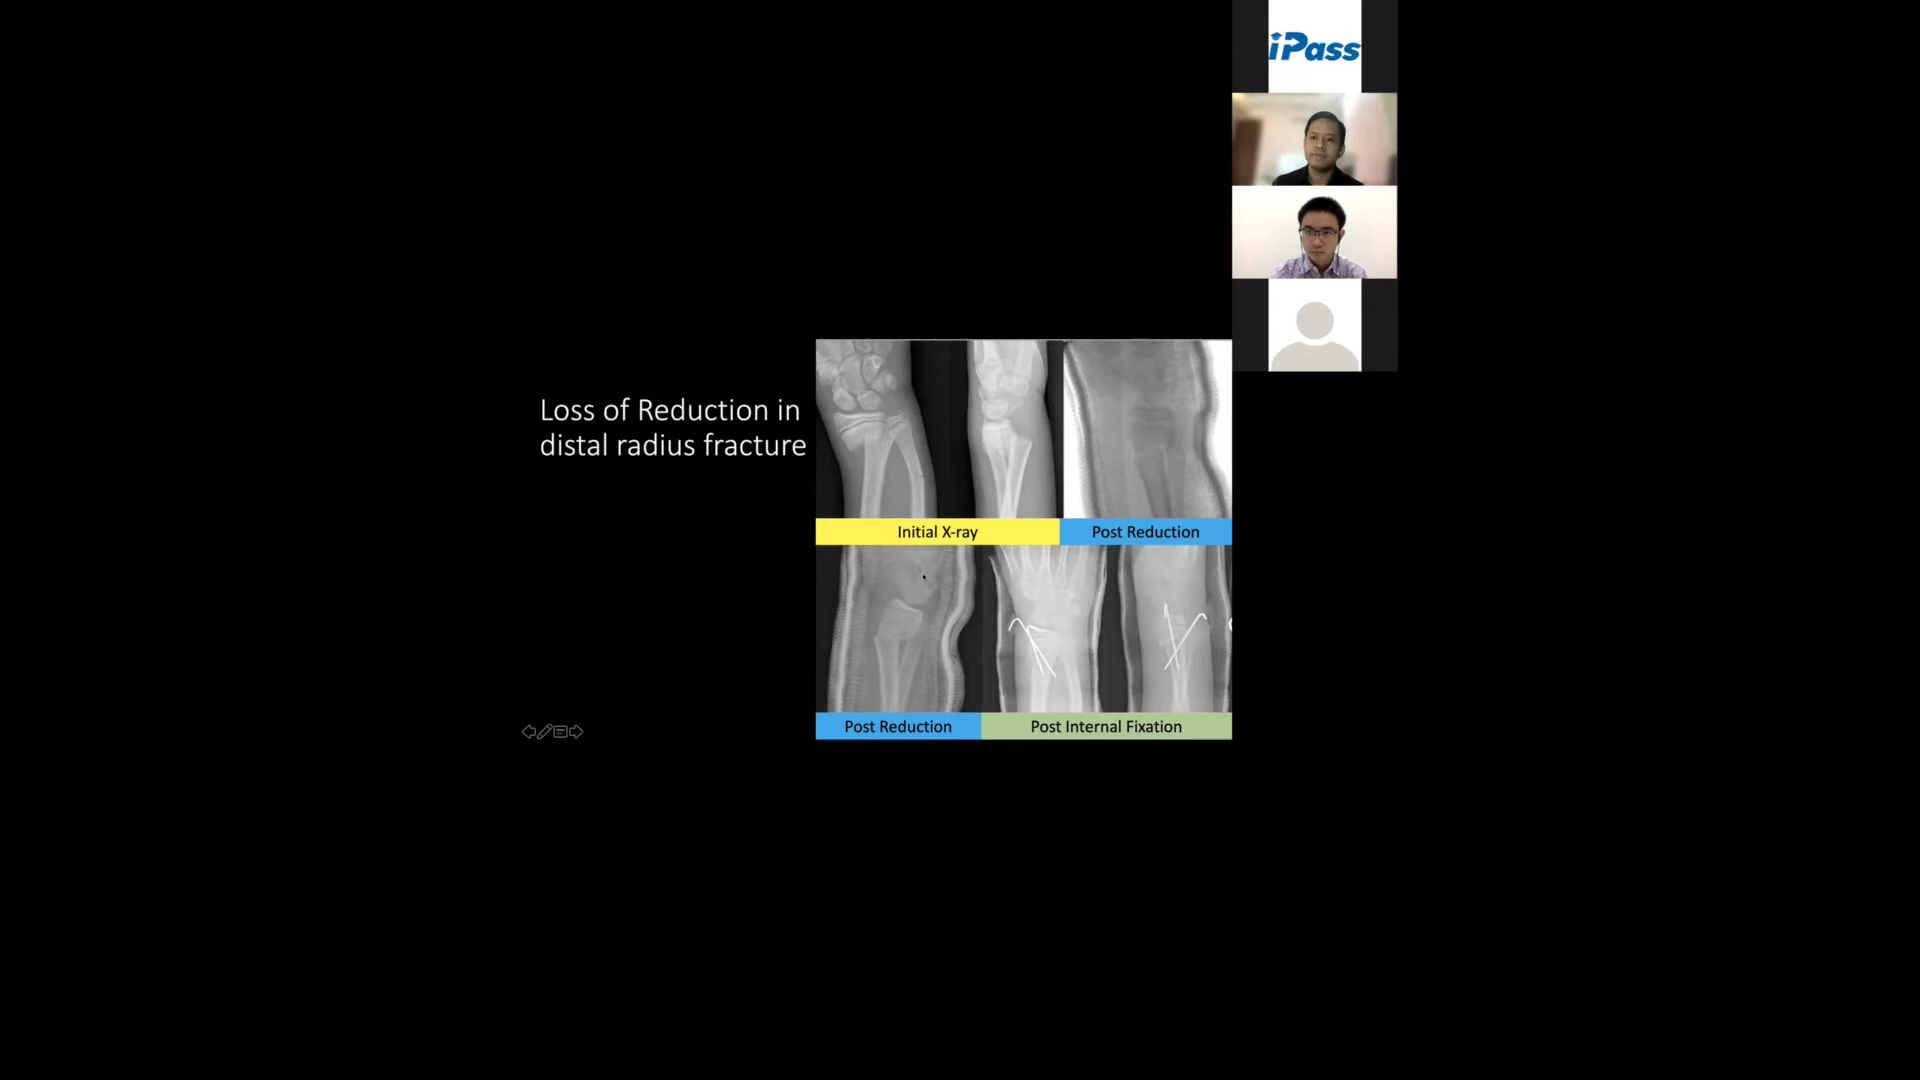 iPass
Loss of Reduction in
distal radius fracture
Initial X-ray
Post Reduction
Post Reduction
Post Internal Fixation